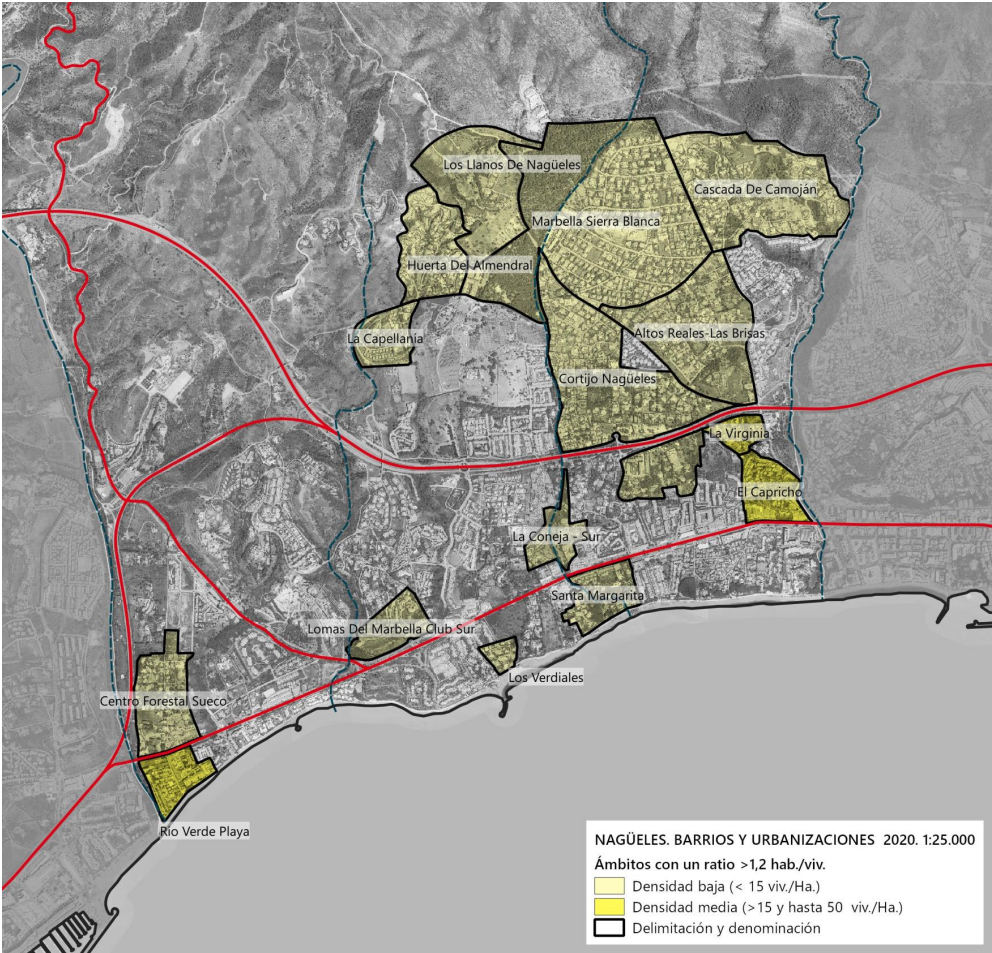 Los Llanos De Nagüeles
Cascada De Camoján
Marbella Sierra Blanca
Huerta Del Almendral
La Capellania
Altos Reales-Las Brisas
Cortijo Nagüeles
La Virginia
El Capricho
La Coneja - Sur
Santa Margarita
Lomas Del Marbella Club Sur
Los Verdiales
Centro Forestal Sueco
Rio Verde Playa
NAGÜELES. BARRIOS Y URBANIZACIONES 2020. 1:25.000
Ámbitos con un ratio >1,2 hab./viv.
Densidad baja (< 15 viv./Ha.)
Densidad media (>15 y hasta 50 viv./Ha.)
Delimitación y denominación